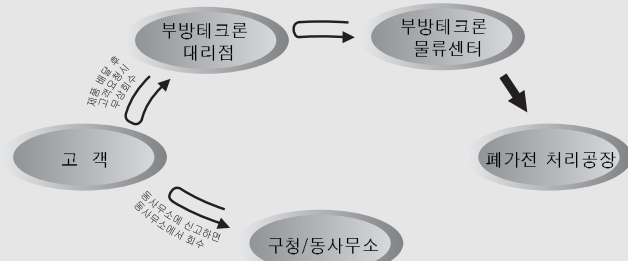 부방테크론
대리점
부방테크론
물류센터
제품 배달 후
고객요청시
무상회수
고 객
폐가전 처리공장
동사무소에 신고하면
동사무소에서 회수
구청/동사무소